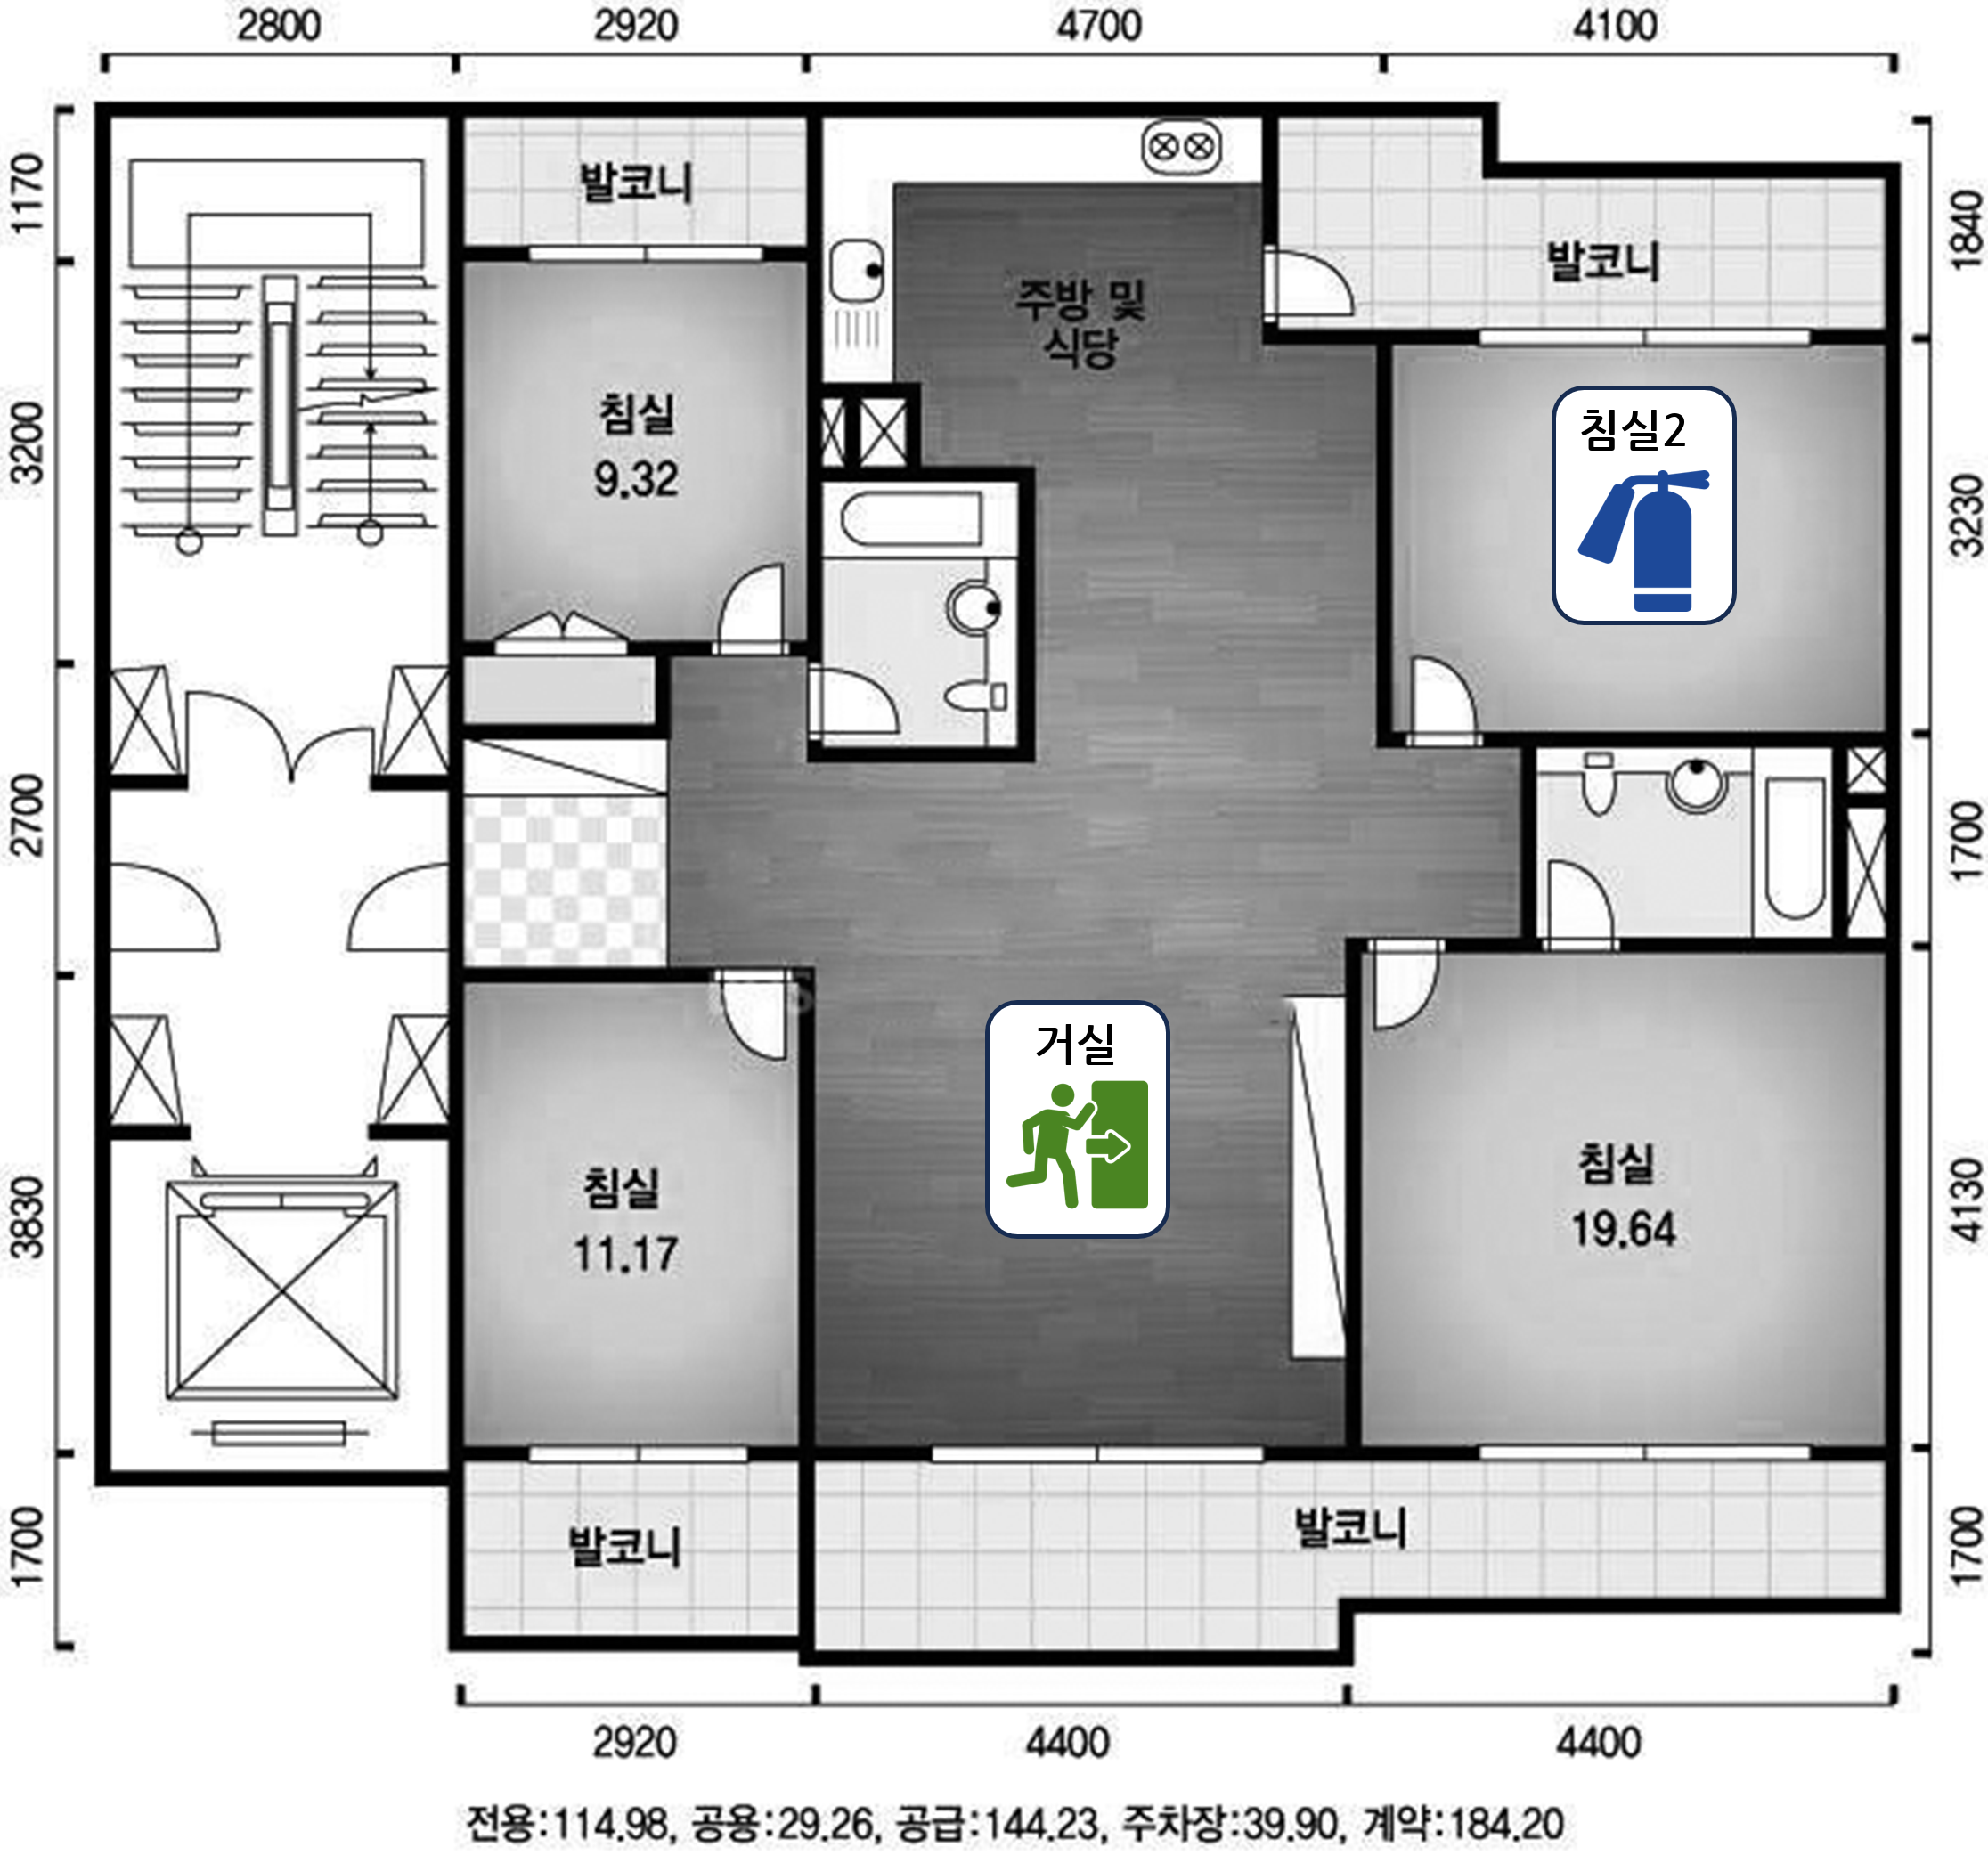 2800
2920
4700
4100
1170
3200
2700
3830
1700
1840
3230
1700
4130
1700
발코니
발코니
주방 및
식당
침실
9.32
침실2
거실
침실
11.17
침실
19.64
발코니
발코니
2920
4400
4400
전용:114.98, 공용:29.26, 공급:144.23, 주차장:39.90, 계약:184.20